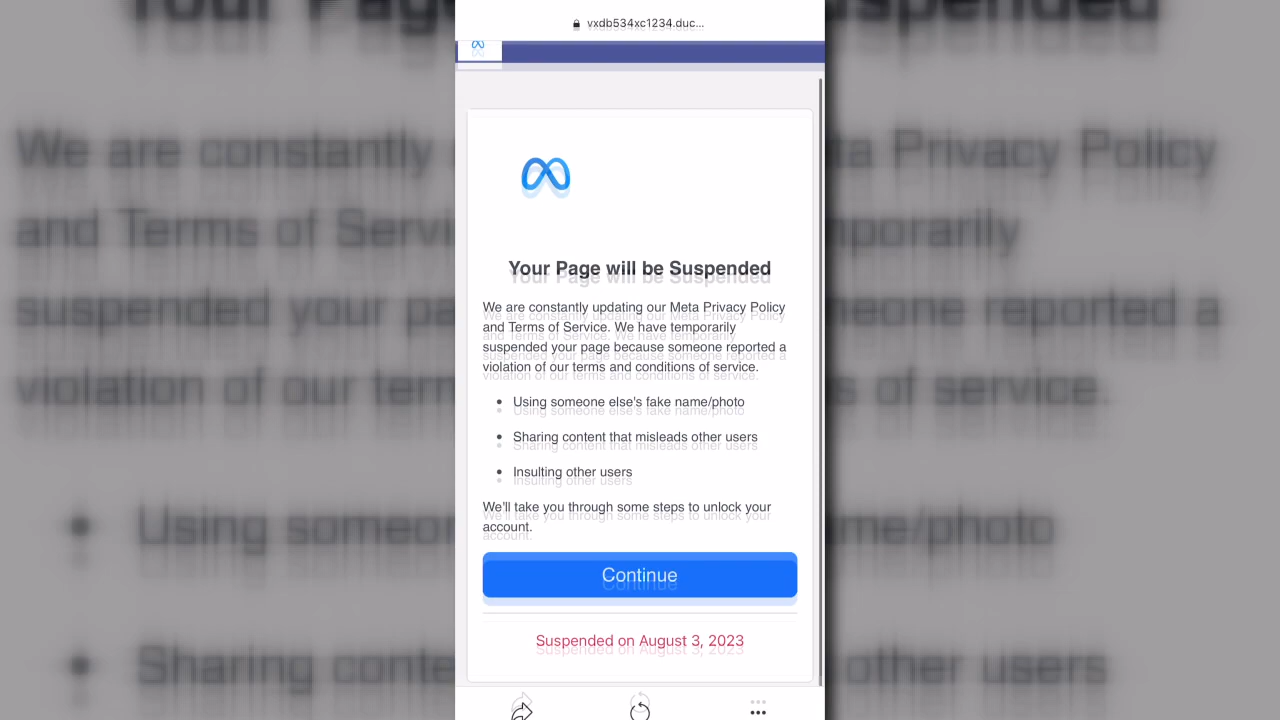 vxdb534xc1234.duc...
Your Page will be Suspended
We are constantly updating our Meta Privacy Policy
and Terms of Service. We have temporarily
suspended your page because someone reported a
violation of our terms and conditions of service.
• Using someone else's fake name/photo
• Sharing content that misleads other users
• Insulting other users
We'll take you through some steps to unlock your
account.
Continue
Suspended on August 3, 2023